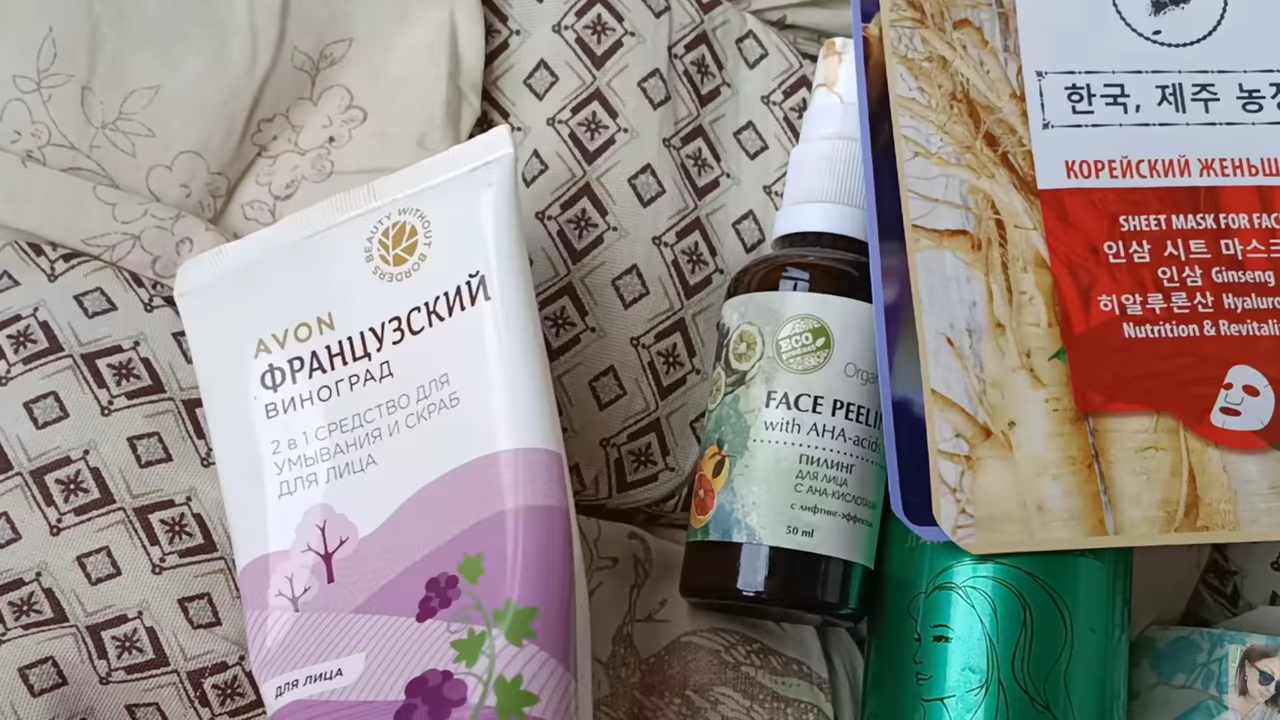 BEAUTY WITHOUT BORDERS
AVON
ФРАНЦУЗСКИЙ
ВИНОГРАД
2 в 1 СРЕДСТВО ДЛЯ
УМЫВАНИЯ И СКРАБ
ДЛЯ ЛИЦА
ДЛЯ ЛИЦА
ECO
product
Orga
FACE PEELIN
with AHA-acids
ПИЛИНГ
ДЛЯ ЛИЦА
С АНА-КИСЛОТАМИ
с лифтинг-эффектом
50 ml
한국, 제주 농
КОРЕЙСКИЙ ЖЕНЬШ
SHEET MASK FOR FAC
인삼 시트 마스크
인삼 Ginseng
히알루론산 Hyaluro
Nutrition & Revitali